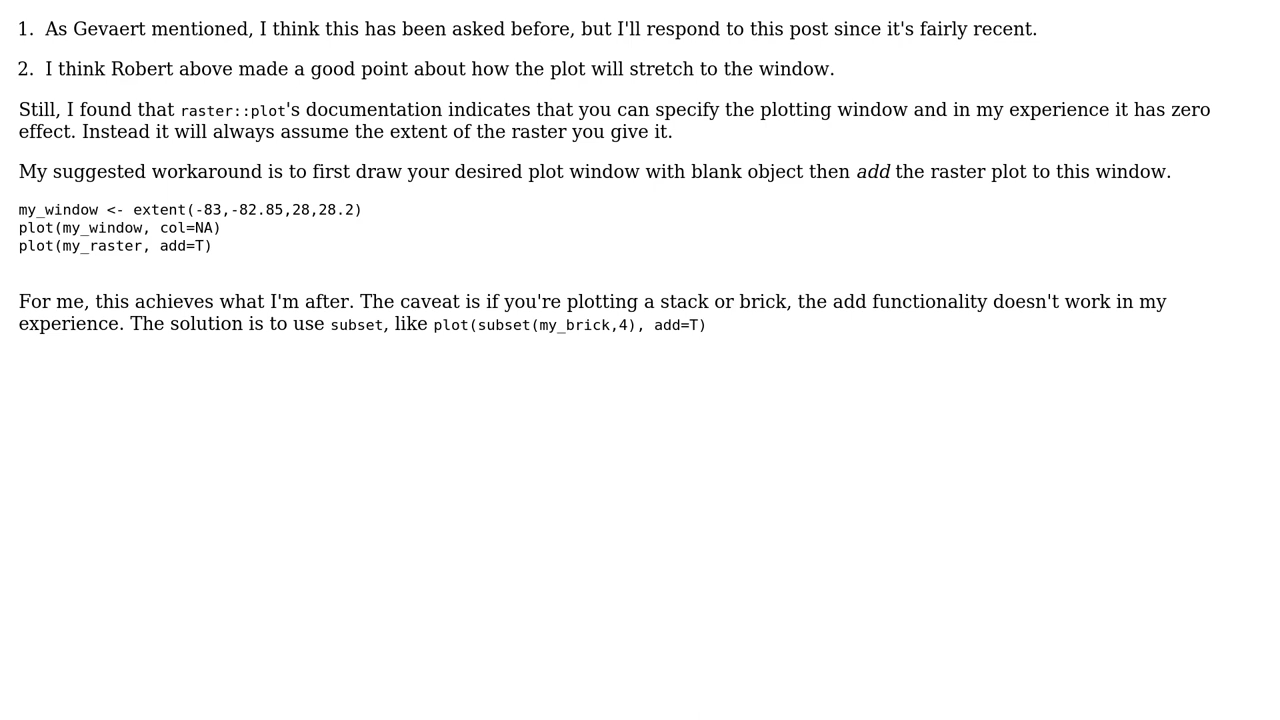 1. As Gevaert mentioned, I think this has been asked before, but I'll respond to this post since it's fairly recent.
2. I think Robert above made a good point about how the plot will stretch to the window.
Still, I found that raster::plot's documentation indicates that you can specify the plotting window and in my experience it has zero
effect. Instead it will always assume the extent of the raster you give it.
My suggested workaround is to first draw your desired plot window with blank object then add the raster plot to this window.
my_window <- extent(-83,-82.85,28,28.2)
plot(my_window, col=NA)
plot(my_raster, add=T)
For me, this achieves what I'm after. The caveat is if you're plotting a stack or brick, the add functionality doesn't work in my
experience. The solution is to use subset, like plot(subset(my_brick,4), add=T)